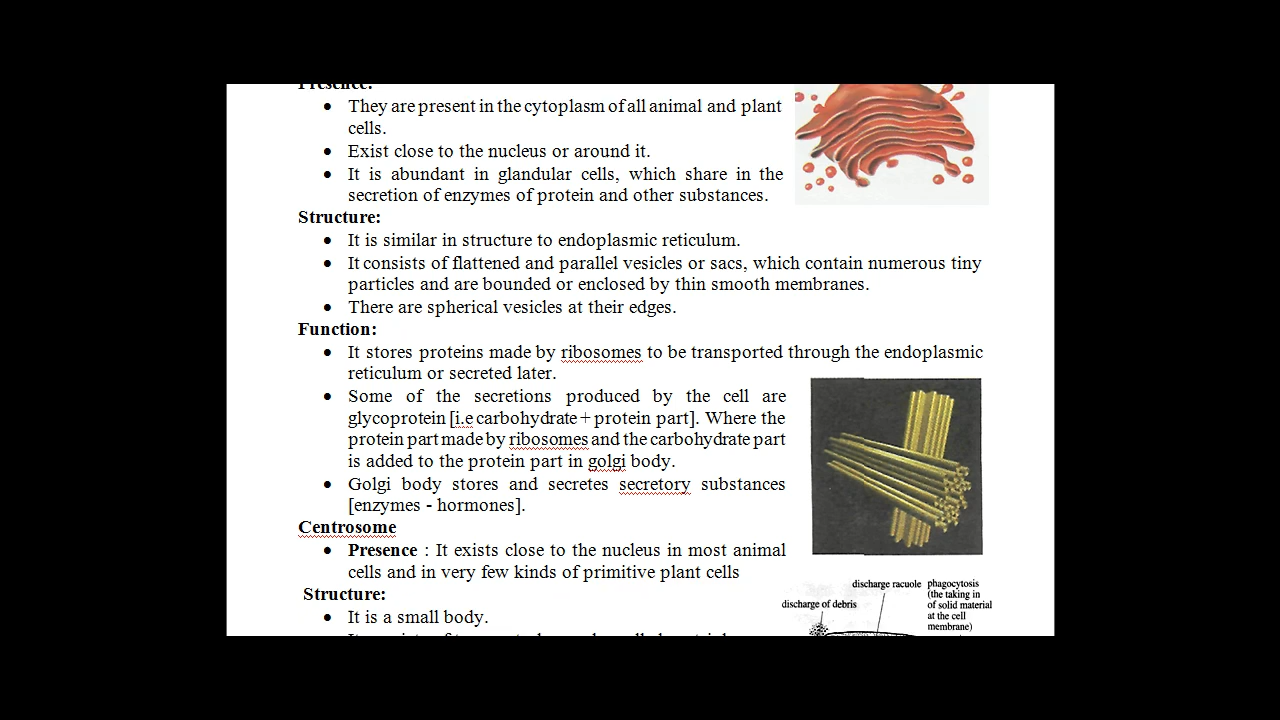 Presence:
• They are present in the cytoplasm of all animal and plant
cells.
• Exist close to the nucleus or around it.
• It is abundant in glandular cells, which share in the
secretion of enzymes of protein and other substances.
Structure:
• It is similar in structure to endoplasmic reticulum.
• It consists of flattened and parallel vesicles or sacs, which contain numerous tiny
particles and are bounded or enclosed by thin smooth membranes.
• There are spherical vesicles at their edges.
Function:
• It stores proteins made by ribosomes to be transported through the endoplasmic
reticulum or secreted later.
• Some of the secretions produced by the cell are
glycoprotein [i.e carbohydrate + protein part]. Where the
protein part made by ribosomes and the carbohydrate part
is added to the protein part in golgi body.
• Golgi body stores and secretes secretory substances
[enzymes - hormones].
Centrosome
• Presence : It exists close to the nucleus in most animal
cells and in very few kinds of primitive plant cells
Structure:
• It is a small body.
discharge of debris
discharge racuole
phagocytosis
(the taking in
of solid material
at the cell
membrane)